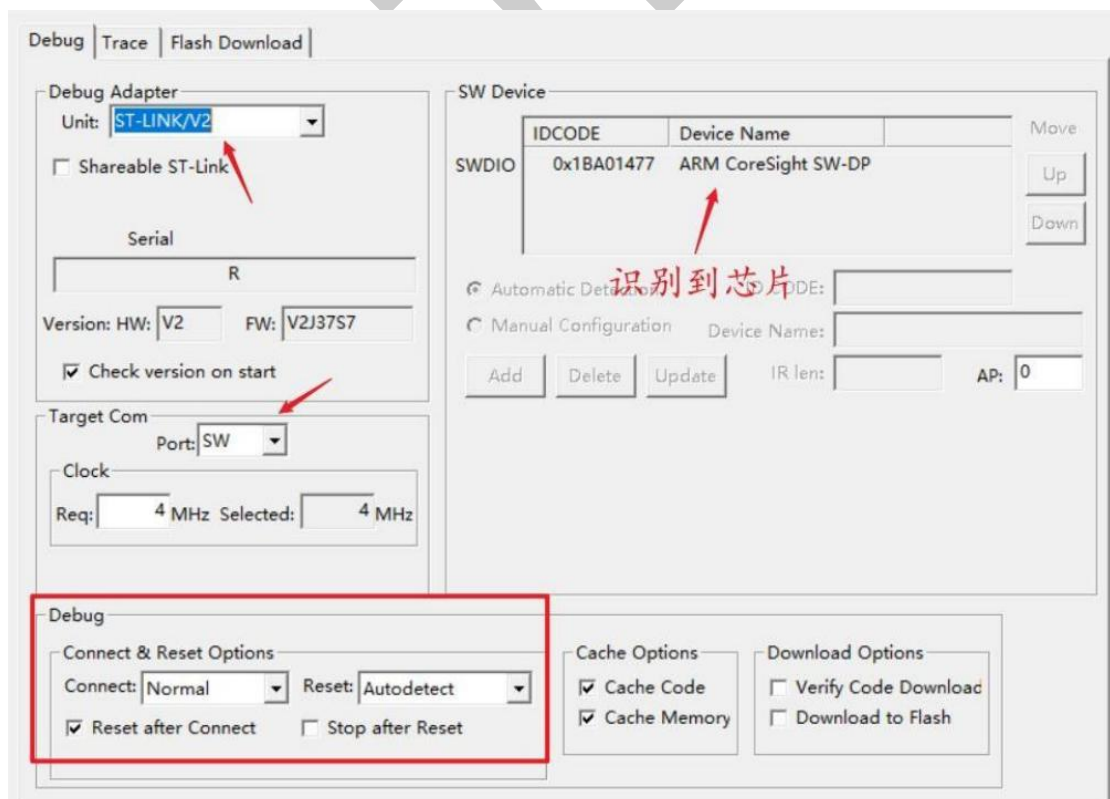 Debug Trace Flash Download
Debug Adapter
Unit: ST-LINK/V2
Shareable ST-Link
Serial
R
Version: HW: V2 FW: V2J37S7
Check version on start
Target Com
Port: SW
Clock
Req: 4 MHz Selected: 4 MHz
SW Device
IDCODE Device Name
SWDIO 0x1BA01477 ARM CoreSight SW-DP
Move
Up
Down
识别到芯片
Automatic Detection ID CODE:
Manual Configuration Device Name:
Add Delete Update IR len: AP: 0
Debug
Connect & Reset Options
Connect: Normal Reset: Autodetect
Reset after Connect Stop after Reset
Cache Options
Cache Code
Cache Memory
Download Options
Verify Code Download
Download to Flash